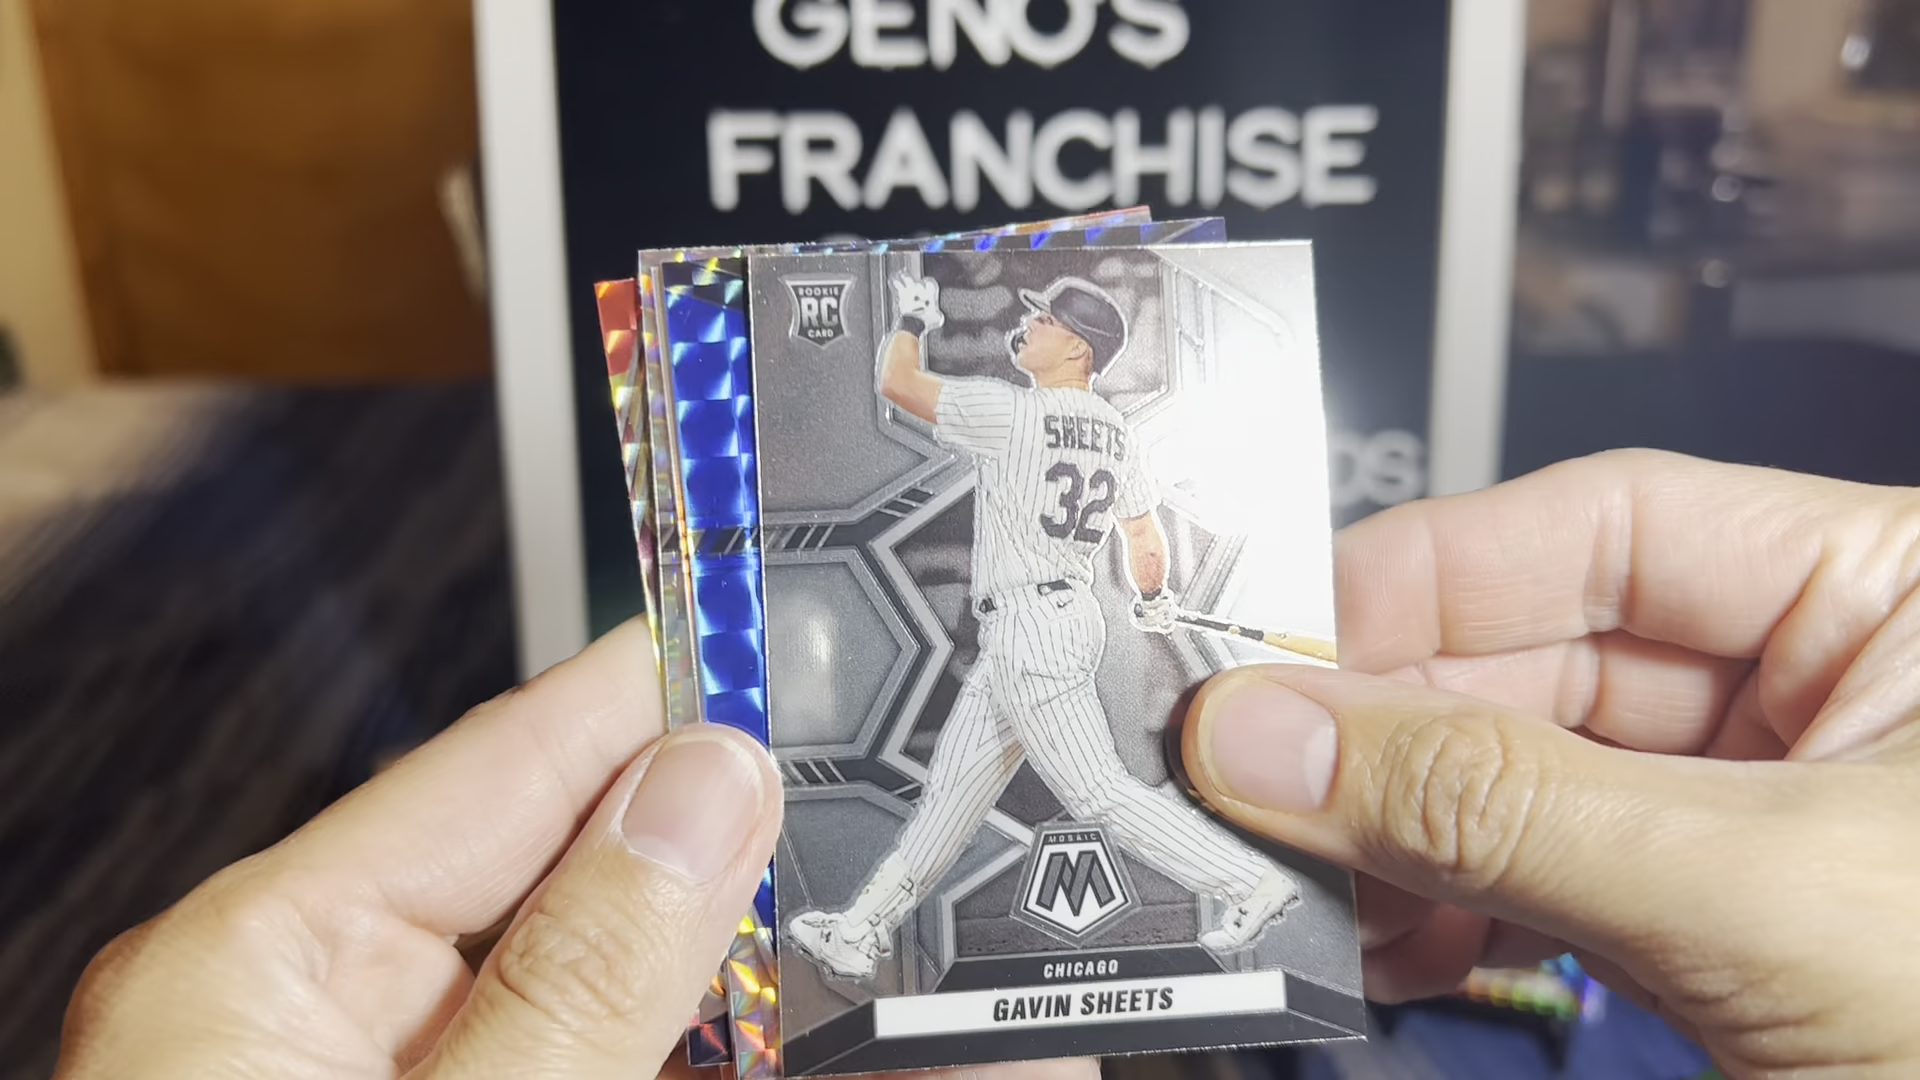 GENO'S
FRANCHISE
ROOKIE
RC
CARD
SHEETS
32
MOSAIC
M
CHICAGO
GAVIN SHEETS